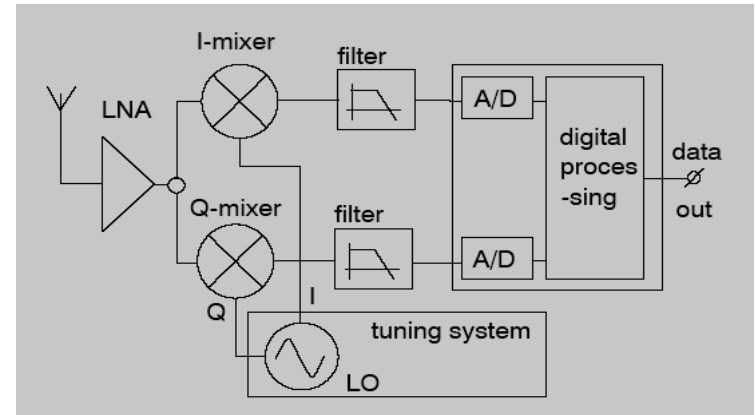 I-mixer
filter
LNA
A/D
digital
proces
-sing
data
out
Q-mixer
filter
A/D
Q
I
tuning system
LO